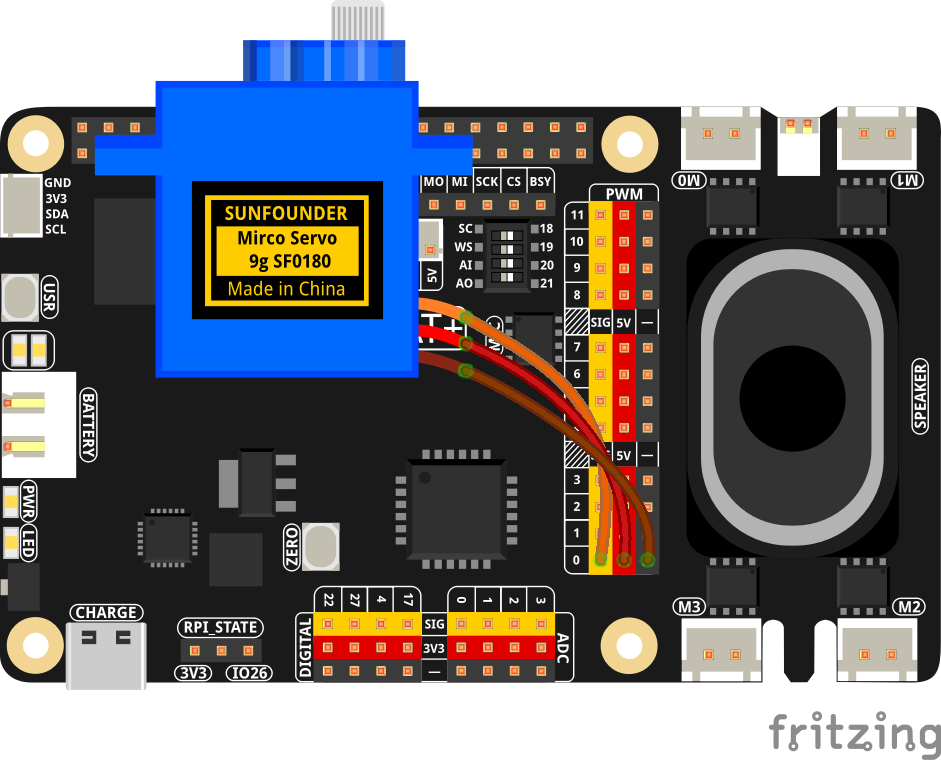 GND
3V3
SDA
SCL
SUNFOUNDER
Mirco Servo
9g SF0180
Made in China
MO MI SCK CS BSY
SC 18
WS 19
AI 20
AO 21
5V
PWM
11
10
9
8
SIG 5V —
7
6
5V —
3
2
1
0
M0
M1
USR
BATTERY
PWR
LED
SPEAKER
ZERO
CHARGE
RPI_STATE
3V3 IO26
DIGITAL
22 27 4 17
0 1 2 3
SIG
3V3
—
ADC
M3
M2
fritzing